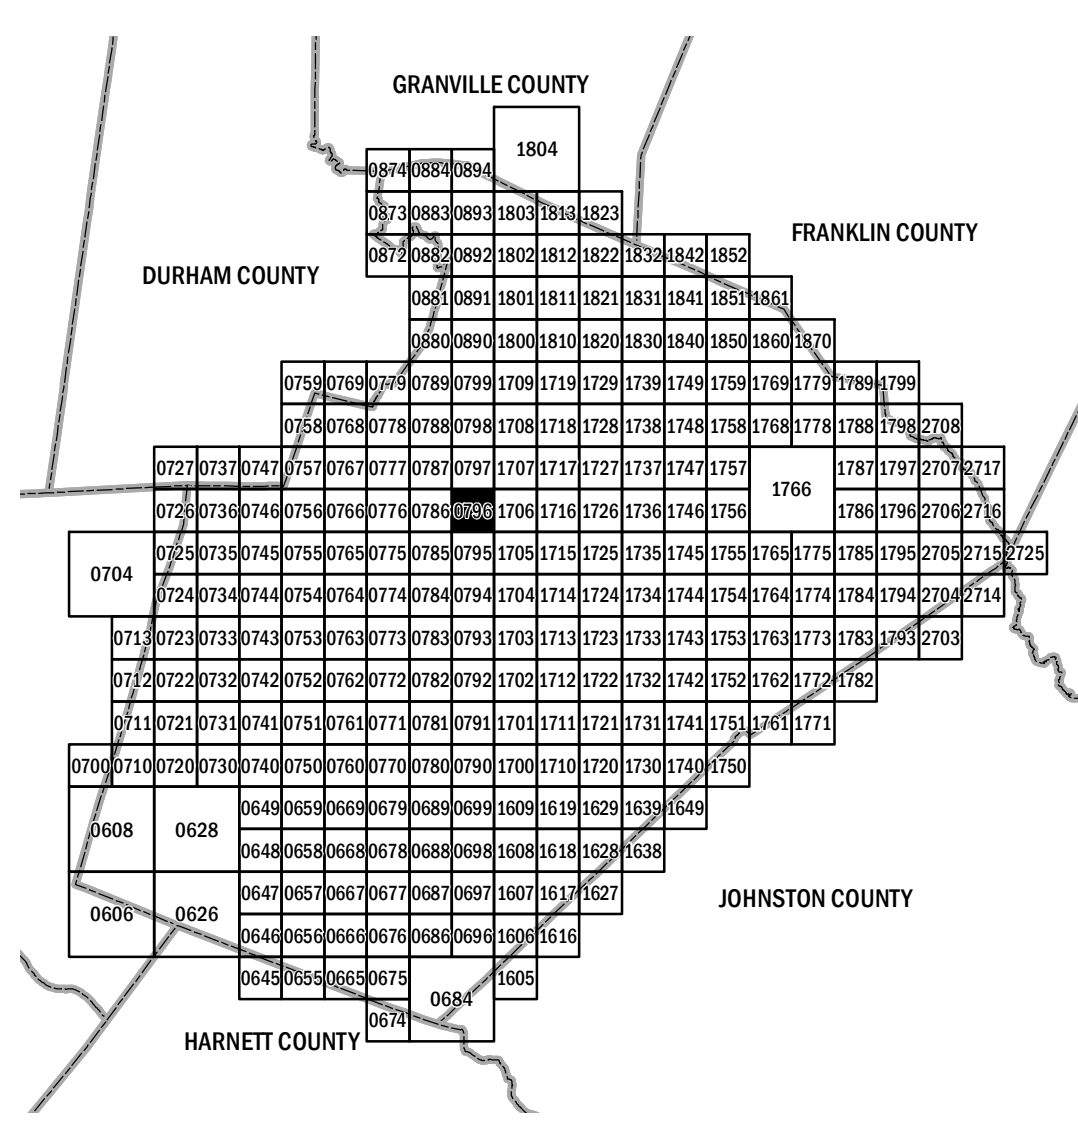 GRANVILLE COUNTY
1804
0874 0884 0894
0873 0883 0893 1803 1813 1823
FRANKLIN COUNTY
0872 0882 0892 1802 1812 1822 1832 1842 1852
DURHAM COUNTY
0881 0891 1801 1811 1821 1831 1841 1851 1861
0880 0890 1800 1810 1820 1830 1840 1850 1860 1870
0759 0769 0779 0789 0799 1709 1719 1729 1739 1749 1759 1769 1779 1789 1799
0758 0768 0778 0788 0798 1708 1718 1728 1738 1748 1758 1768 1778 1788 1798 2708
0727 0737 0747 0757 0767 0777 0787 0797 1707 1717 1727 1737 1747 1757 1787 1797 2707 2717
1766
0726 0736 0746 0756 0766 0776 0786 0796 1706 1716 1726 1736 1746 1756 1786 1796 2706 2716
0725 0735 0745 0755 0765 0775 0785 0795 1705 1715 1725 1735 1745 1755 1765 1775 1785 1795 2705 2715 2725
0704
0724 0734 0744 0754 0764 0774 0784 0794 1704 1714 1724 1734 1744 1754 1764 1774 1784 1794 2704 2714
0713 0723 0733 0743 0753 0763 0773 0783 0793 1703 1713 1723 1733 1743 1753 1763 1773 1783 1793 2703
0712 0722 0732 0742 0752 0762 0772 0782 0792 1702 1712 1722 1732 1742 1752 1762 1772 1782
0711 0721 0731 0741 0751 0761 0771 0781 0791 1701 1711 1721 1731 1741 1751 1761 1771
0700 0710 0720 0730 0740 0750 0760 0770 0780 0790 1700 1710 1720 1730 1740 1750
0649 0659 0669 0679 0689 0699 1609 1619 1629 1639 1649
0608 0628
0648 0658 0668 0678 0688 0698 1608 1618 1628 1638
0647 0657 0667 0677 0687 0697 1607 1617 1627
JOHNSTON COUNTY
0606 0626
0646 0656 0666 0676 0686 0696 1606 1616
0645 0655 0665 0675 1605
0684
0674
HARNETT COUNTY